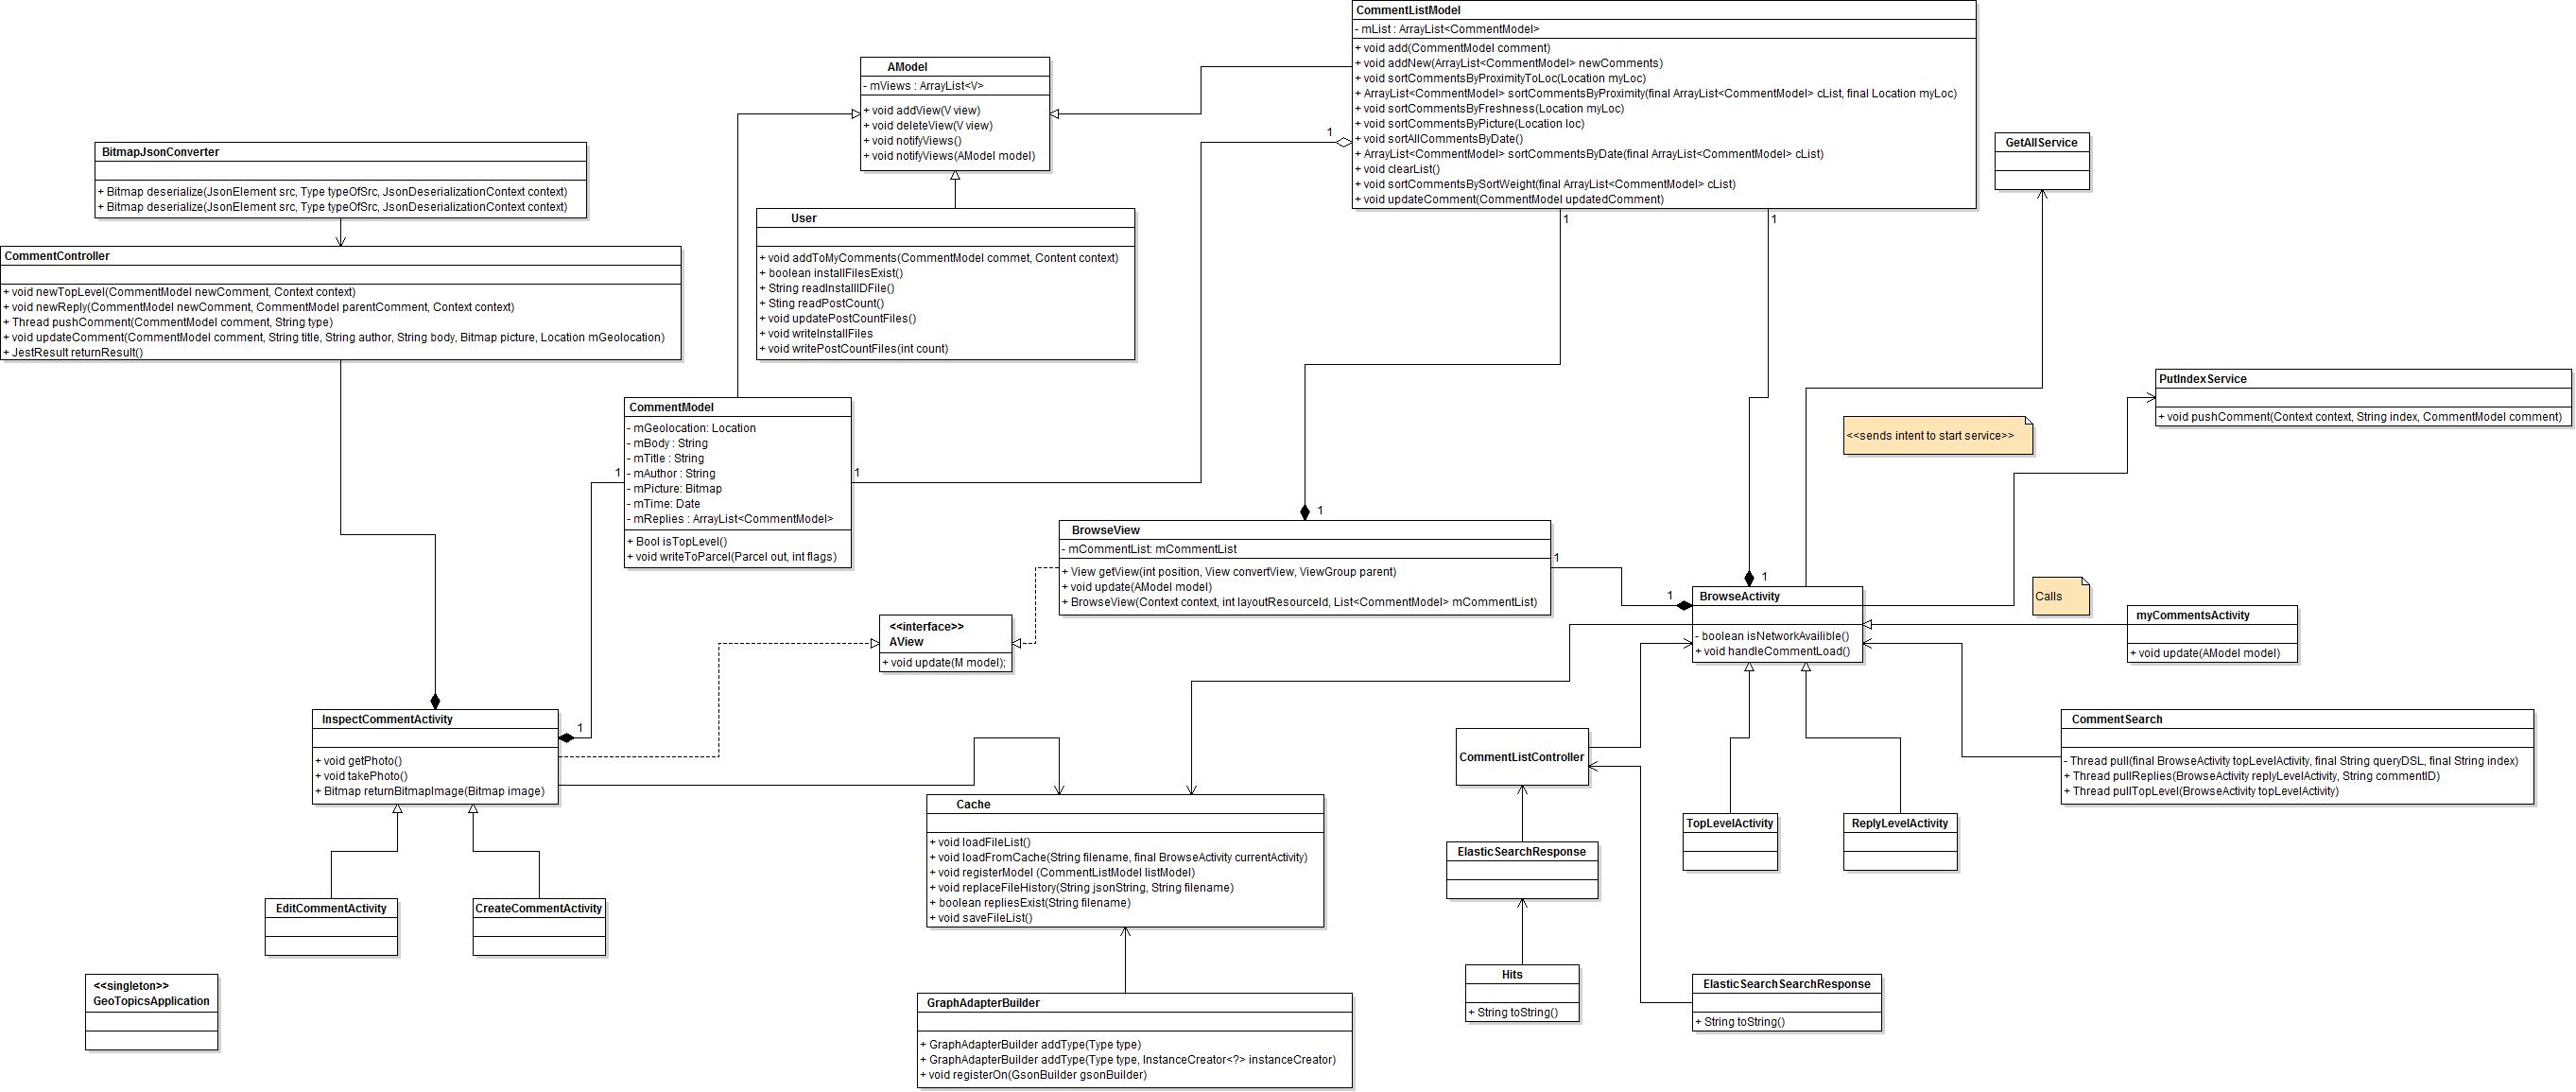 CommentListModel
- mList : ArrayList<CommentModel>
+ void add(CommentModel comment)
+ void addNew(ArrayList<CommentModel> newComments)
+ void sortCommentsByProximityToLoc(Location myLoc)
+ ArrayList<CommentModel> sortCommentsByProximity(final ArrayList<CommentModel> cList, final Location myLoc)
+ void sortCommentsByFreshness(Location myLoc)
+ void sortCommentsByPicture(Location loc)
+ void sortAllCommentsByDate()
+ ArrayList<CommentModel> sortCommentsByDate(final ArrayList<CommentModel> cList)
+ void clearList()
+ void sortCommentsBySortWeight(final ArrayList<CommentModel> cList)
+ void updateComment(CommentModel updatedComment)
1
1
1
AModel
- mViews : ArrayList<V>
+ void addView(V view)
+ void deleteView(V view)
+ void notifyViews()
+ void notifyViews(AModel model)
GetAllService
BitmapJsonConverter
+ Bitmap deserialize(JsonElement src, Type typeOfSrc, JsonDeserializationContext context)
+ Bitmap deserialize(JsonElement src, Type typeOfSrc, JsonDeserializationContext context)
User
+ void addToMyComments(CommentModel commet, Content context)
+ boolean installFilesExist()
+ String readInstallIDFile()
+ Sting readPostCount()
+ void updatePostCountFiles()
+ void writeInstallFiles
+ void writePostCountFiles(int count)
CommentController
+ void newTopLevel(CommentModel newComment, Context context)
+ void newReply(CommentModel newComment, CommentModel parentComment, Context context)
+ Thread pushComment(CommentModel comment, String type)
+ void updateComment(CommentModel comment, String title, String author, String body, Bitmap picture, Location mGeolocation)
+ JestResult returnResult()
PutIndexService
+ void pushComment(Context context, String index, CommentModel comment)
CommentModel
- mGeolocation: Location
- mBody : String
- mTitle : String
- mAuthor : String
- mPicture: Bitmap
- mTime: Date
- mReplies : ArrayList<CommentModel>
+ Bool isTopLevel()
+ void writeToParcel(Parcel out, int flags)
1
1
<<sends intent to start service>>
1
BrowseView
- mCommentList: mCommentList
+ View getView(int position, View convertView, ViewGroup parent)
+ void update(AModel model)
+ BrowseView(Context context, int layoutResourceId, List<CommentModel> mCommentList)
1
1
1
BrowseActivity
- boolean isNetworkAvailible()
+ void handleCommentLoad()
Calls
myCommentsActivity
+ void update(AModel model)
<<interface>>
AView
+ void update(M model);
InspectCommentActivity
+ void getPhoto()
+ void takePhoto()
+ Bitmap returnBitmapImage(Bitmap image)
1
CommentListController
CommentSearch
- Thread pull(final BrowseActivity topLevelActivity, final String queryDSL, final String index)
+ Thread pullReplies(BrowseActivity replyLevelActivity, String commentID)
+ Thread pullTopLevel(BrowseActivity topLevelActivity)
Cache
+ void loadFileList()
+ void loadFromCache(String filename, final BrowseActivity currentActivity)
+ void registerModel (CommentListModel listModel)
+ void replaceFileHistory(String jsonString, String filename)
+ boolean repliesExist(String filename)
+ void saveFileList()
TopLevelActivity
ReplyLevelActivity
ElasticSearchResponse
EditCommentActivity
CreateCommentActivity
Hits
+ String toString()
ElasticSearchSearchResponse
+ String toString()
<<singleton>>
GeoTopicsApplication
GraphAdapterBuilder
+ GraphAdapterBuilder addType(Type type)
+ GraphAdapterBuilder addType(Type type, InstanceCreator<?> instanceCreator)
+ void registerOn(GsonBuilder gsonBuilder)